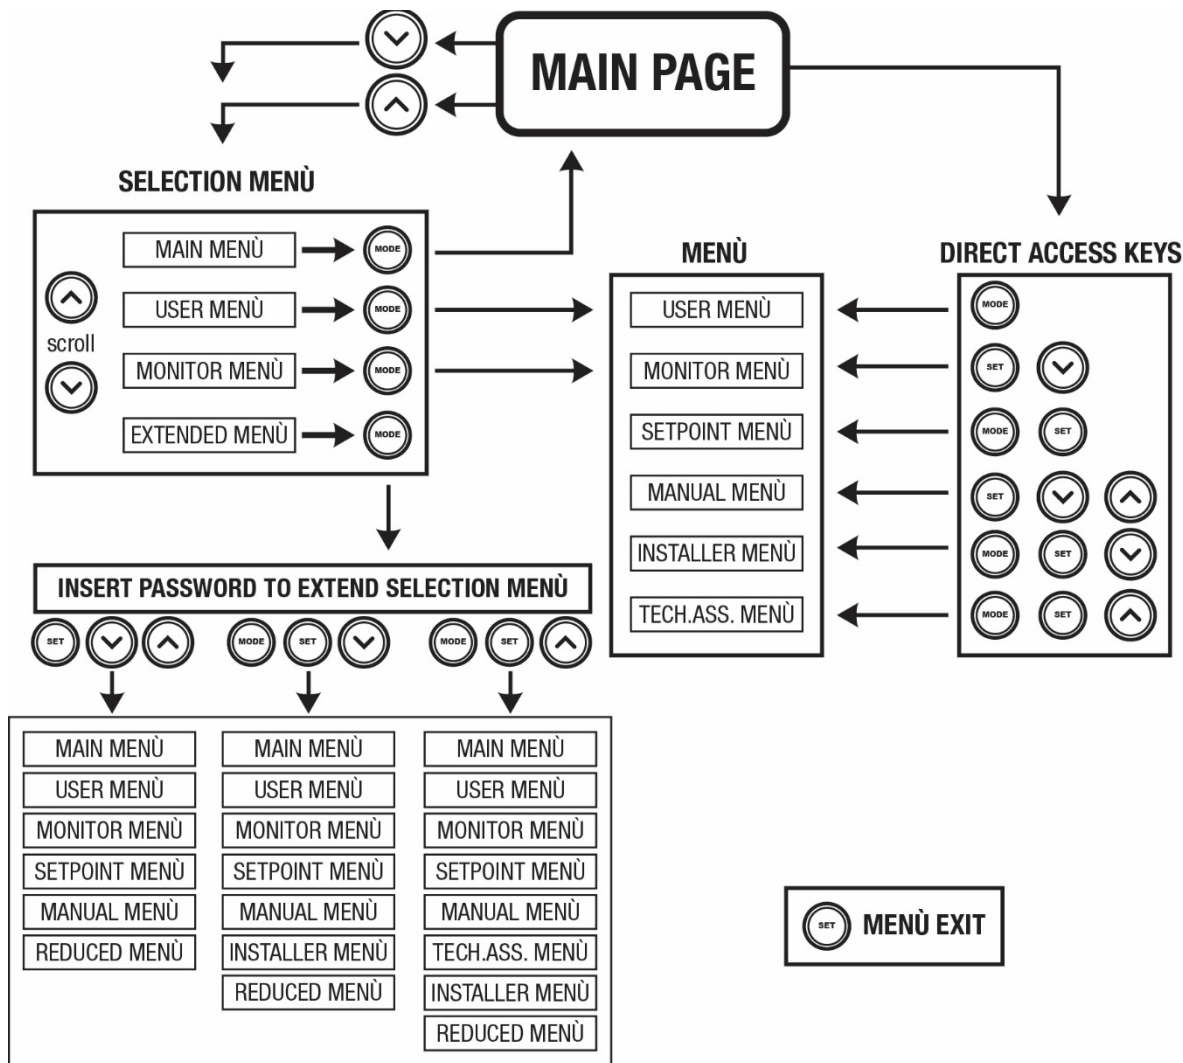 MAIN PAGE
SELECTION MENÙ
MAIN MENÙ MODE
USER MENÙ MODE
scroll
MONITOR MENÙ MODE
EXTENDED MENÙ MODE
MENÙ
USER MENÙ
MONITOR MENÙ
SETPOINT MENÙ
MANUAL MENÙ
INSTALLER MENÙ
TECH.ASS. MENÙ
DIRECT ACCESS KEYS
MODE
SET
MODE SET
SET
MODE SET
MODE SET
INSERT PASSWORD TO EXTEND SELECTION MENÙ
SET
MODE SET
MODE SET
MAIN MENÙ
USER MENÙ
MONITOR MENÙ
SETPOINT MENÙ
MANUAL MENÙ
REDUCED MENÙ
MAIN MENÙ
USER MENÙ
MONITOR MENÙ
SETPOINT MENÙ
MANUAL MENÙ
INSTALLER MENÙ
REDUCED MENÙ
MAIN MENÙ
USER MENÙ
MONITOR MENÙ
SETPOINT MENÙ
MANUAL MENÙ
TECH.ASS. MENÙ
INSTALLER MENÙ
REDUCED MENÙ
SET MENÙ EXIT